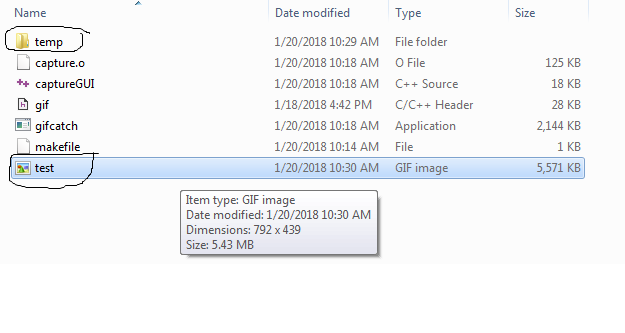 Name Date modified Type Size
temp 1/20/2018 10:29 AM File folder
capture.o 1/20/2018 10:18 AM O File 125 KB
captureGUI 1/20/2018 10:18 AM C++ Source 18 KB
gif 1/18/2018 4:42 PM C/C++ Header 28 KB
gifcatch 1/20/2018 10:18 AM Application 2,144 KB
makefile 1/20/2018 10:14 AM File 1 KB
test 1/20/2018 10:30 AM GIF image 5,571 KB
Item type: GIF image
Date modified: 1/20/2018 10:30 AM
Dimensions: 792 x 439
Size: 5.43 MB